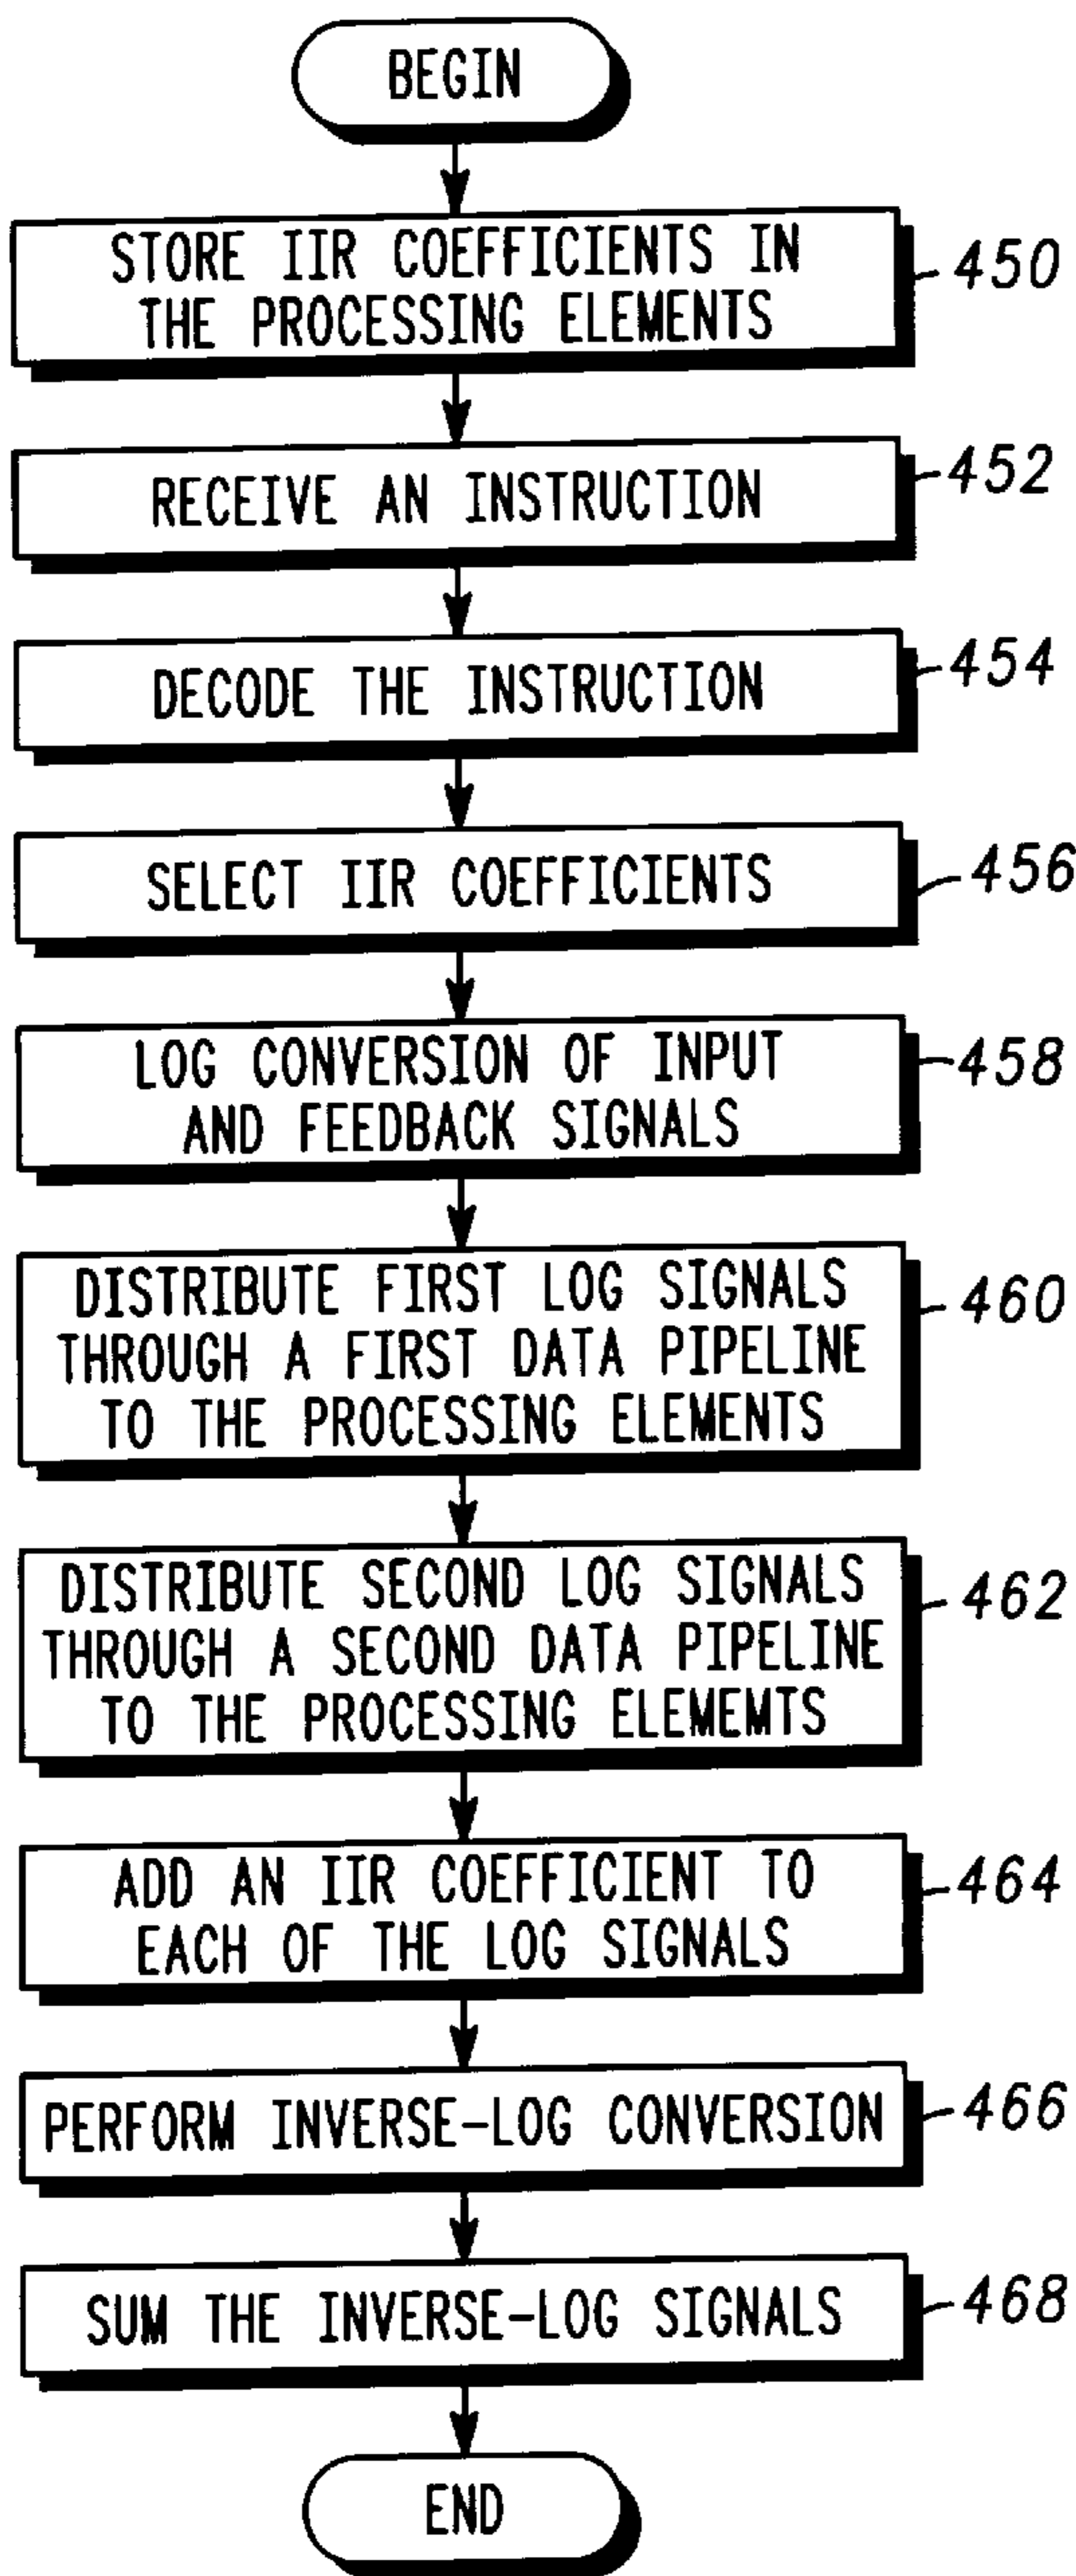 BEGIN
STORE IIR COEFFICIENTS IN
THE PROCESSING ELEMENTS
450
RECEIVE AN INSTRUCTION
452
DECODE THE INSTRUCTION
454
SELECT IIR COEFFICIENTS
456
LOG CONVERSION OF INPUT
AND FEEDBACK SIGNALS
458
DISTRIBUTE FIRST LOG SIGNALS
THROUGH A FIRST DATA PIPELINE
TO THE PROCESSING ELEMENTS
460
DISTRIBUTE SECOND LOG SIGNALS
THROUGH A SECOND DATA PIPELINE
TO THE PROCESSING ELEMEMTS
462
ADD AN IIR COEFFICIENT TO
EACH OF THE LOG SIGNALS
464
PERFORM INVERSE-LOG CONVERSION
466
SUM THE INVERSE-LOG SIGNALS
468
END